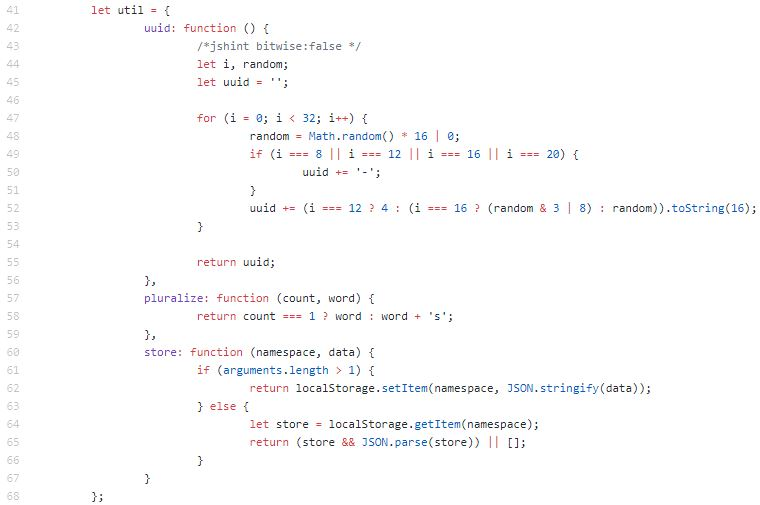 41 let util = {
42 uuid: function () {
43 /*jshint bitwise:false */
44 let i, random;
45 let uuid = '';
46
47 for (i = 0; i < 32; i++) {
48 random = Math.random() * 16 | 0;
49 if (i === 8 || i === 12 || i === 16 || i === 20) {
50 uuid += '-';
51 }
52 uuid += (i === 12 ? 4 : (i === 16 ? (random & 3 | 8) : random)).toString(16);
53 }
54
55 return uuid;
56 },
57 pluralize: function (count, word) {
58 return count === 1 ? word : word + 's';
59 },
60 store: function (namespace, data) {
61 if (arguments.length > 1) {
62 return localStorage.setItem(namespace, JSON.stringify(data));
63 } else {
64 let store = localStorage.getItem(namespace);
65 return (store && JSON.parse(store)) || [];
66 }
67 }
68 };